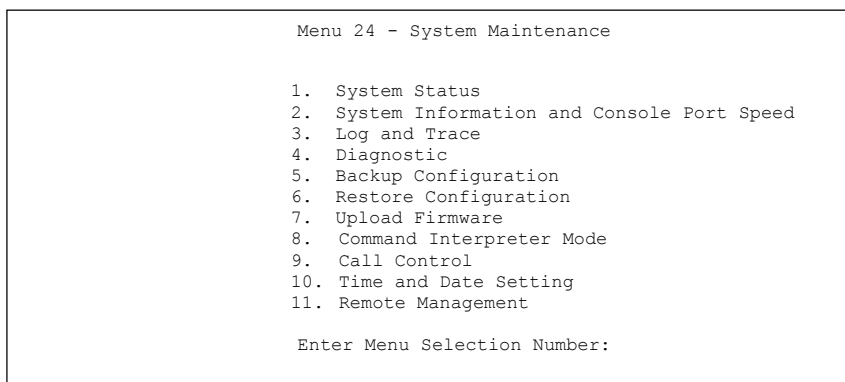 Menu 24 - System Maintenance
1. System Status
2. System Information and Console Port Speed
3. Log and Trace
4. Diagnostic
5. Backup Configuration
6. Restore Configuration
7. Upload Firmware
8. Command Interpreter Mode
9. Call Control
10. Time and Date Setting
11. Remote Management
Enter Menu Selection Number: